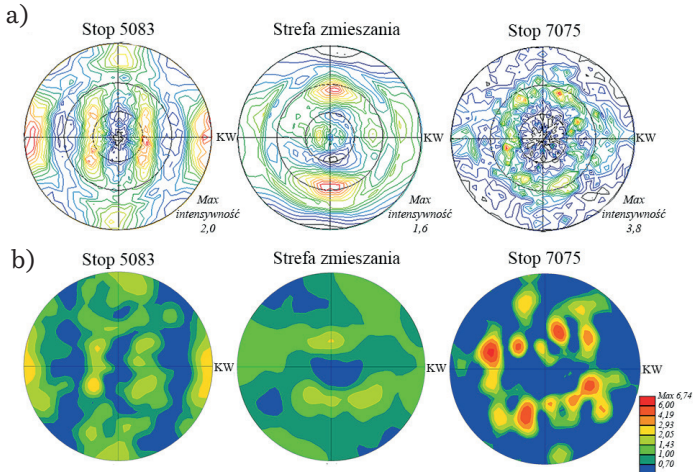 a)
Stop 5083
Strefa zmieszania
Stop 7075
KW
KW
KW
Max
intensywność
2,0
Max
intensywność
1,6
Max
intensywność
3,8
b)
Stop 5083
Strefa zmieszania
Stop 7075
KW
KW
KW
Max 6,74
6,00
4,19
2,93
2,05
1,43
1,00
0,70